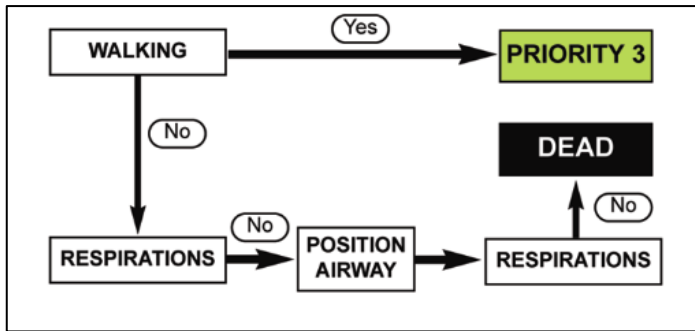 WALKING
Yes
PRIORITY 3
No
DEAD
No
RESPIRATIONS
No
POSITION
AIRWAY
RESPIRATIONS